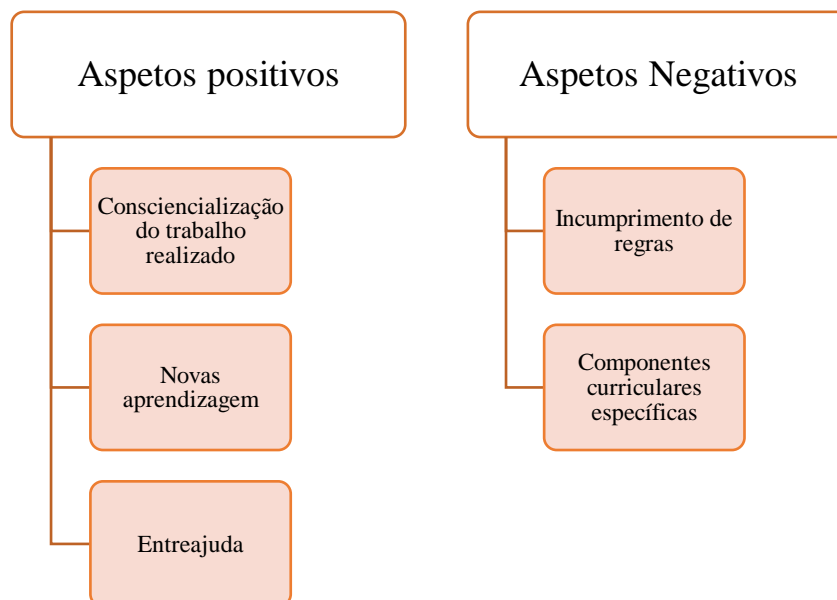 Aspetos positivos
Consciencialização
do trabalho
realizado
Novas
aprendizagem
Entreajuda
Aspetos Negativos
Incumprimento de
regras
Componentes
curriculares
específicas